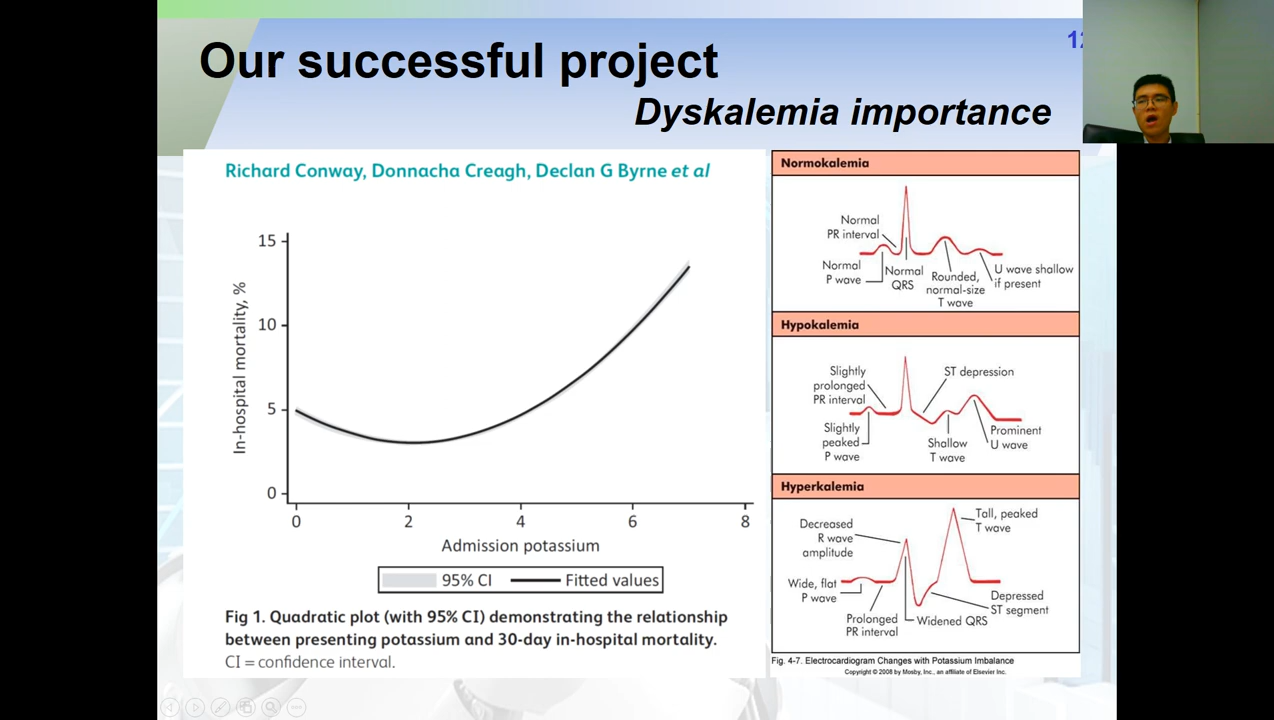 Our successful project
12
Dyskalemia importance
Richard Conway, Donnacha Creagh, Declan G Byrne et al
15
10
5
0
In-hospital mortality, %
0 2 4 6 8
Admission potassium
95% CI Fitted values
Fig 1. Quadratic plot (with 95% CI) demonstrating the relationship
between presenting potassium and 30-day in-hospital mortality.
CI = confidence interval.
Normokalemia
Normal
PR interval
Normal
P wave
Normal
QRS
Rounded,
normal-size
T wave
U wave shallow
if present
Hypokalemia
Slightly
prolonged
PR interval
ST depression
Slightly
peaked
P wave
Shallow
T wave
Prominent
U wave
Hyperkalemia
Decreased
R wave
amplitude
Tall, peaked
T wave
Wide, flat
P wave
Prolonged
PR interval
Widened QRS
Depressed
ST segment
Fig. 4-7. Electrocardiogram Changes with Potassium Imbalance
Copyright © 2008 by Mosby, Inc., an affiliate of Elsevier Inc.